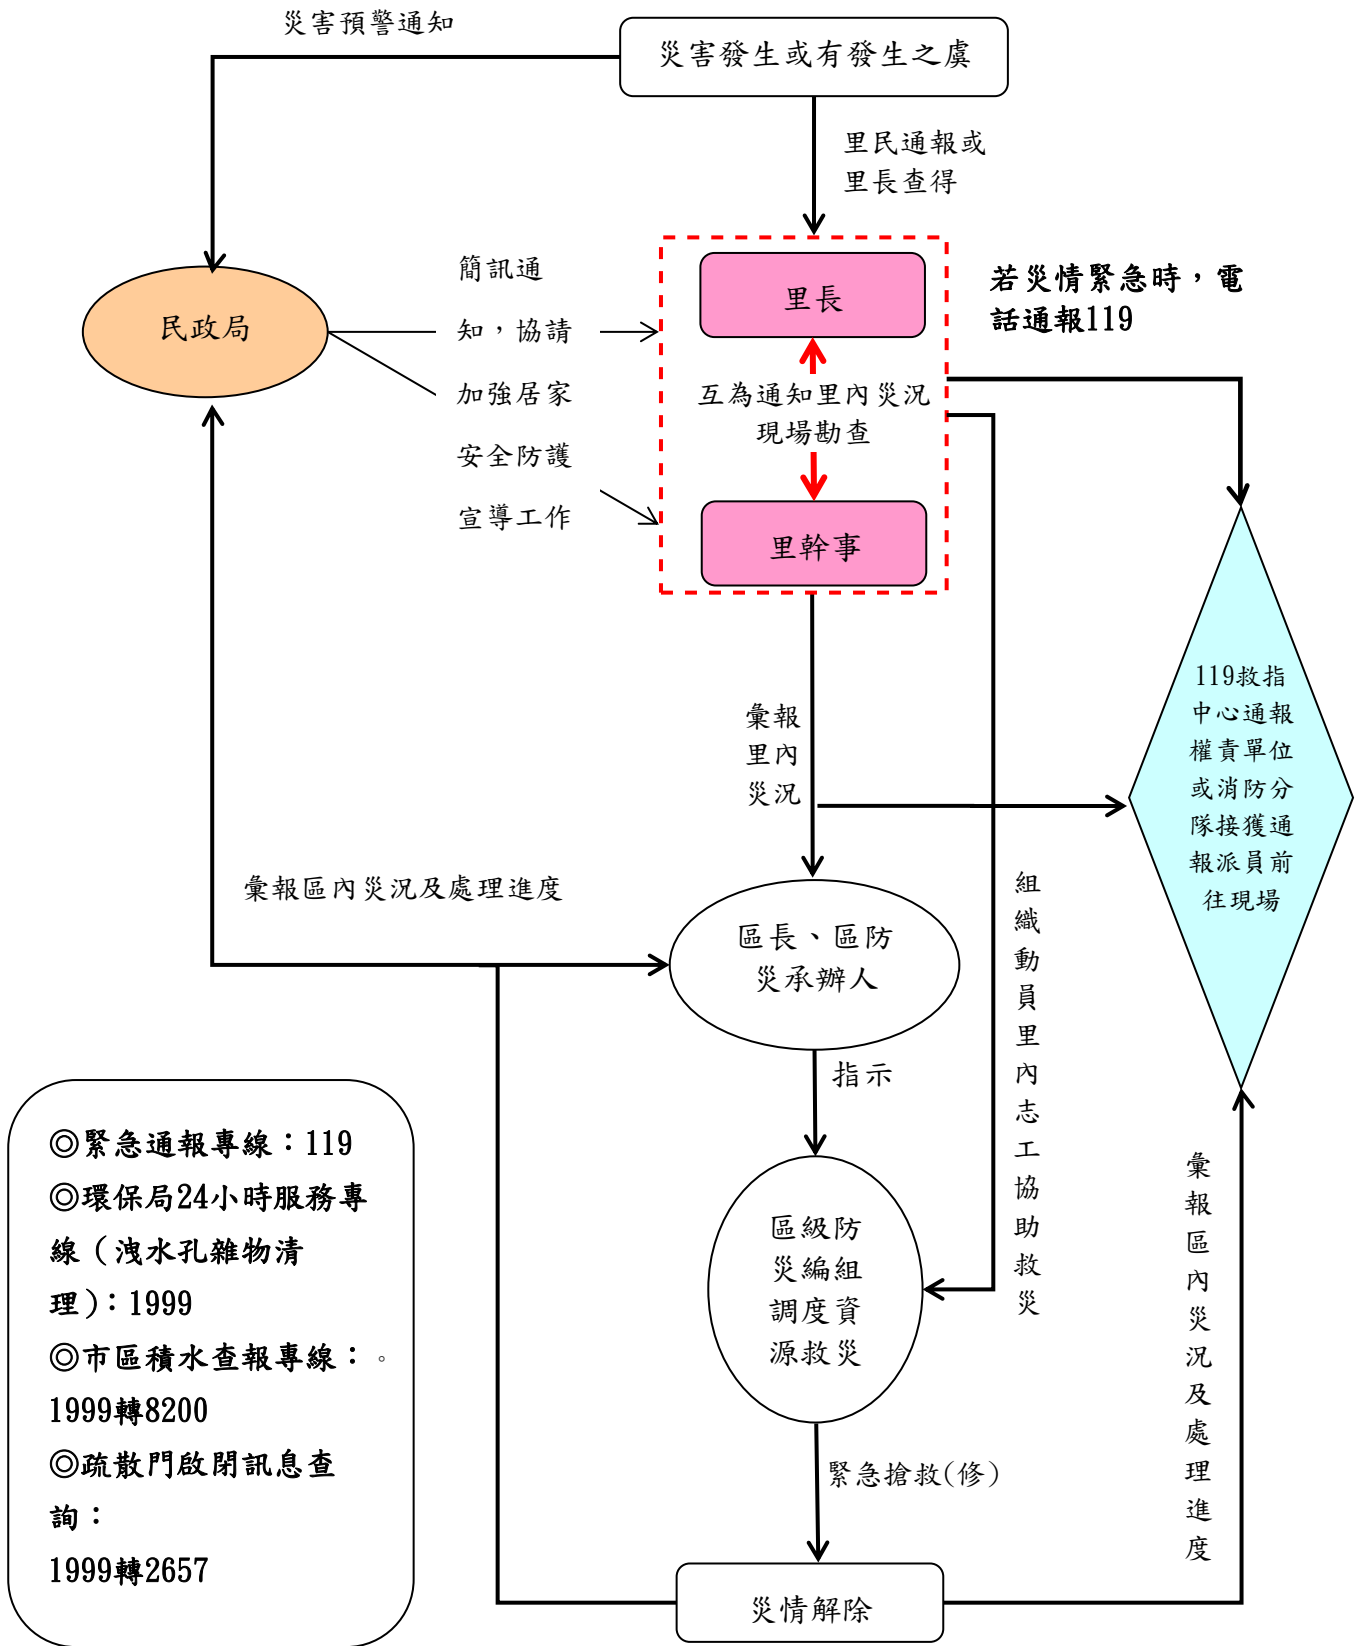 災害預警通知
災害發生或有發生之虞
里民通報或
里長查得
民政局
簡訊通
知，協請
加強居家
安全防護
宣導工作
里長
互為通知里內災況
現場勘查
里幹事
若災情緊急時，電
話通報119
119救指
中心通報
權責單位
或消防分
隊接獲通
報派員前
往現場
彙報
里內
災況
彙報區內災況及處理進度
區長、區防
災承辦人
組織動員里內志工協助救災
指示
區級防
災編組
調度資
源救災
彙報區內災況及處理進度
緊急搶救(修)
災情解除
◎緊急通報專線：119
◎環保局24小時服務專
線（洩水孔雜物清
理）：1999
◎市區積水查報專線：。
1999轉8200
◎疏散門啟閉訊息查
詢：
1999轉2657